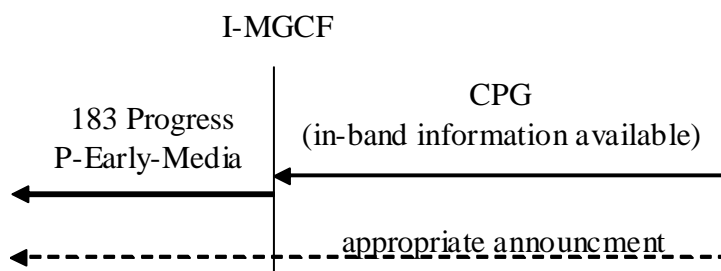 I-MGCF
183 Progress
P-Early-Media
CPG
(in-band information available)
appropriate announcment